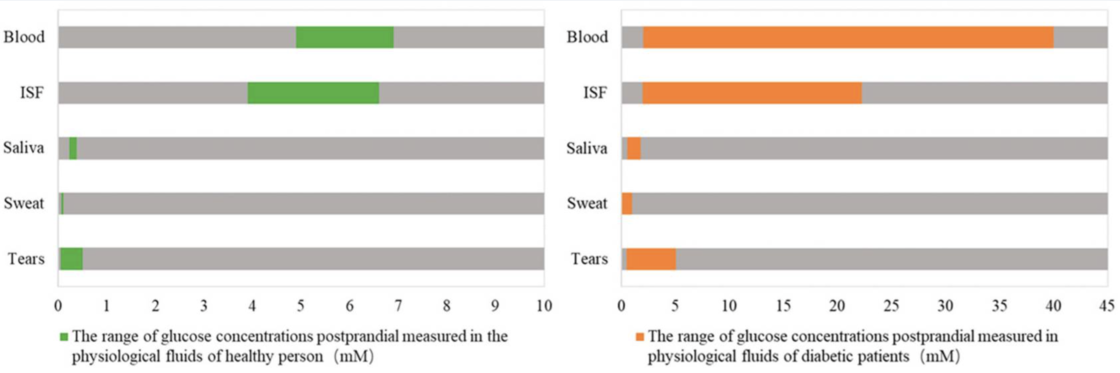 Blood
ISF
Saliva
Sweat
Tears
0 1 2 3 4 5 6 7 8 9 10
The range of glucose concentrations postprandial measured in the
physiological fluids of healthy person（mM）
Blood
ISF
Saliva
Sweat
Tears
0 5 10 15 20 25 30 35 40 45
The range of glucose concentrations postprandial measured in
physiological fluids of diabetic patients（mM）